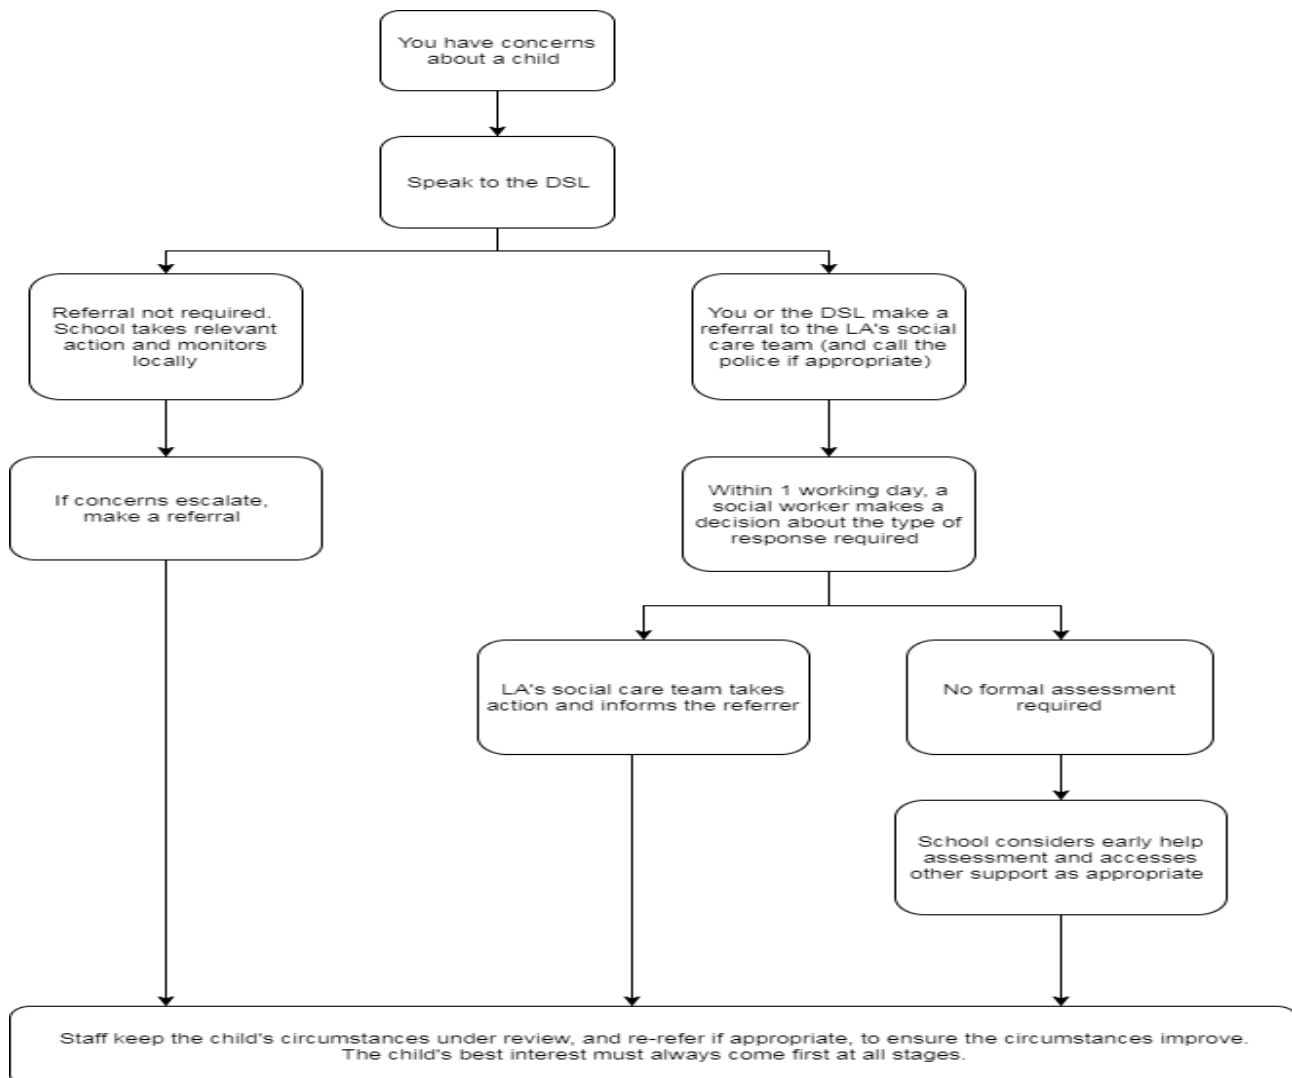 You have concerns
about a child
Speak to the DSL
Referral not required.
School takes relevant
action and monitors
locally
You or the DSL make a
referral to the LA's social
care team (and call the
police if appropriate)
If concerns escalate,
make a referral
Within 1 working day, a
social worker makes a
decision about the type of
response required
LA's social care team takes
action and informs the referrer
No formal assessment
required
School considers early help
assessment and accesses
other support as appropriate
Staff keep the child's circumstances under review, and re-refer if appropriate, to ensure the circumstances improve.
The child's best interest must always come first at all stages.